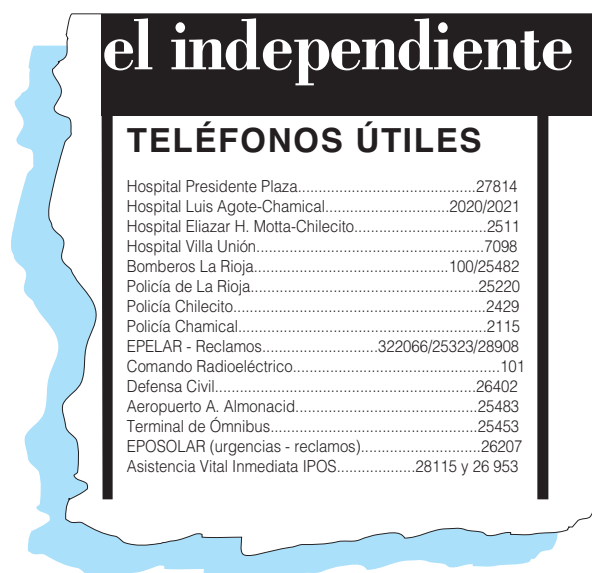 el independiente
TELÉFONOS ÚTILES
Hospital Presidente Plaza.............................................27814
Hospital Luis Agote-Chamical................................2020/2021
Hospital Eliazar H. Motta-Chilecito..................................2511
Hospital Villa Unión..........................................................7098
Bomberos La Rioja..................................................100/25482
Policía de La Rioja..........................................................25220
Policía Chilecito................................................................2429
Policía Chamical...............................................................2115
EPELAR - Reclamos.............................322066/25323/28908
Comando Radioeléctrico.....................................................101
Defensa Civil...................................................................26402
Aeropuerto A. Almonacid..............................................25483
Terminal de Ómnibus.....................................................25453
EPOSOLAR (urgencias - reclamos)..............................26207
Asistencia Vital Inmediata IPOS....................28115 y 26 953